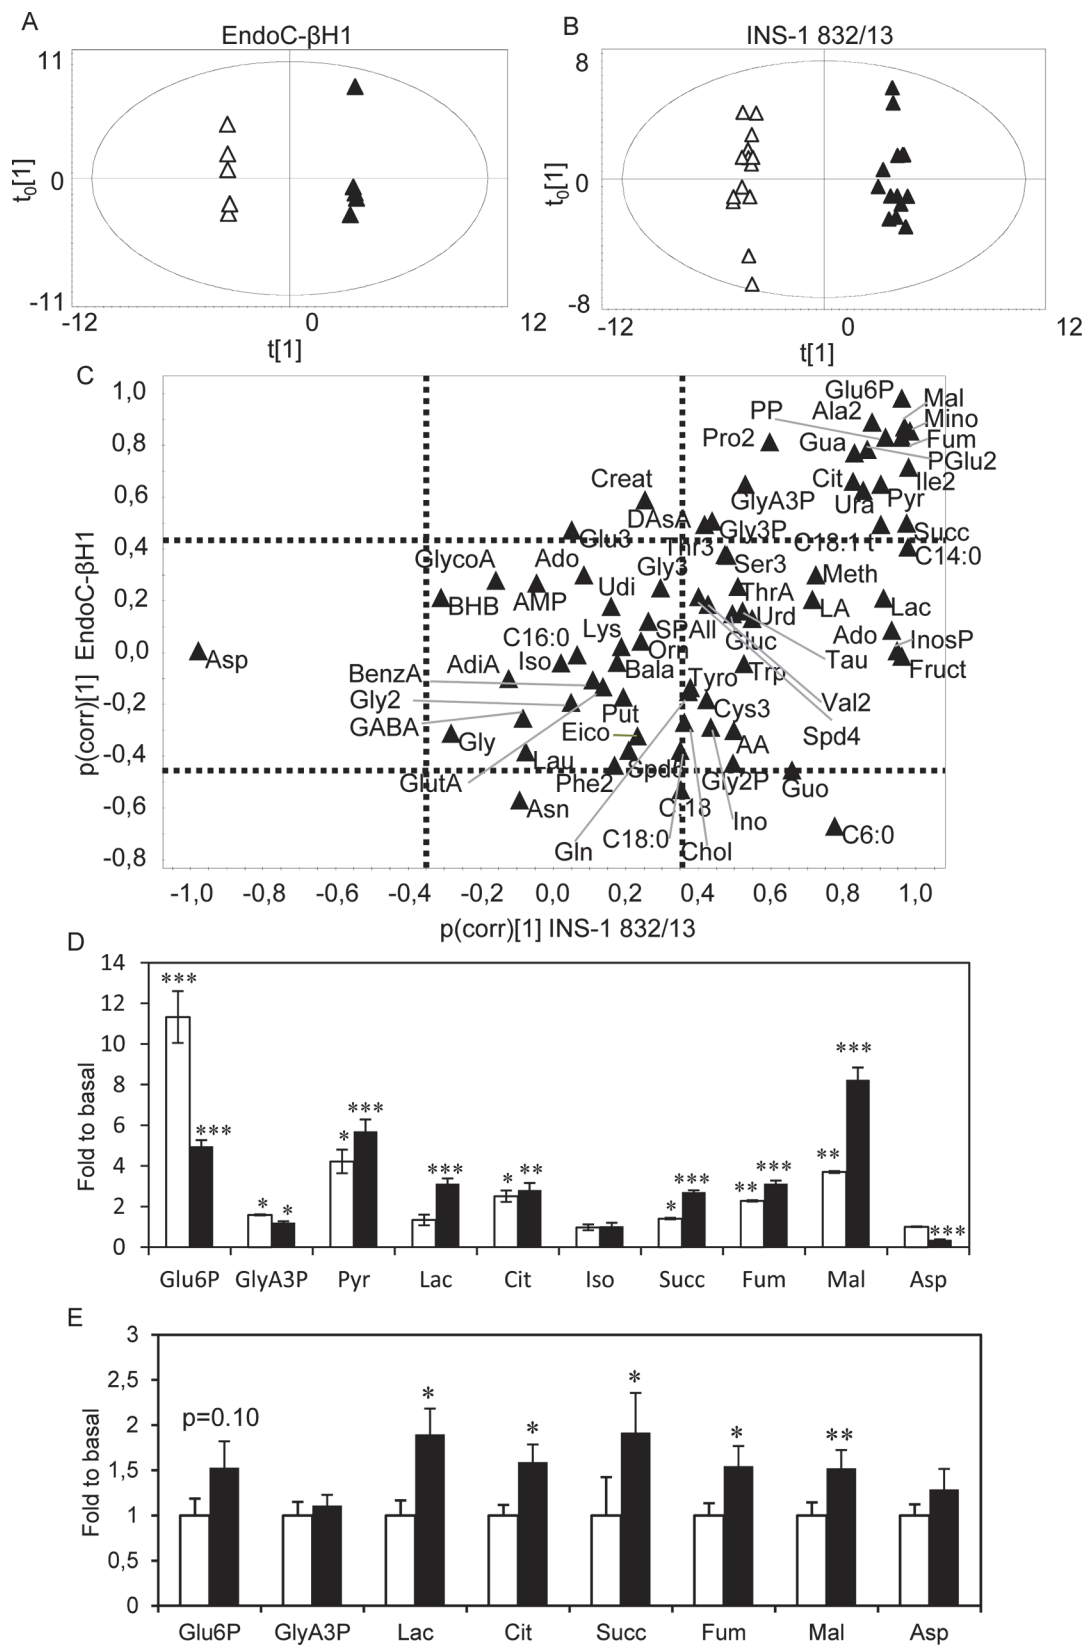 A
EndoC-βH1
11
0
-11
t0[1]
-12
0
12
t[1]
B
INS-1 832/13
8
0
-8
t0[1]
-12
0
12
t[1]
C
1,0
0,8
0,6
0,4
0,2
0,0
-0,2
-0,4
-0,6
-0,8
p(corr)[1] EndoC-βH1
Glu6P
Mal
PP
Ala2
Mino
Pro2
Gua
Fum
PGlu2
Creat
Cit
Ile2
GlyA3P
Ura
Pyr
DAsA
Glu3
Gly3P
Succ
Thr3
C18:1 t
C14:0
GlycoA
Ado
Gly3
Ser3
Meth
BHB
AMP
Udi
ThrA
LA
Lac
C16:0
Lys
SPAll
Urd
Ado
InosP
Asp
Iso
Orn
Gluc
Tau
Fruct
BenzA
AdiA
Bala
Tyro
Trp
Gly2
Put
Cys3
Val2
GABA
Gly
Eico
AA
Spd4
GlutA
Lau
Phe2
Gly2P
Guo
Asn
C18
Ino
C6:0
Gln
C18:0
Chol
-1,0 -0,8 -0,6 -0,4 -0,2 0,0 0,2 0,4 0,6 0,8 1,0
p(corr)[1] INS-1 832/13
D
14
12
10
8
6
4
2
0
Fold to basal
***
***
*
*
*
***
***
*
**
*
***
**
***
**
***
***
Glu6P GlyA3P Pyr Lac Cit Iso Succ Fum Mal Asp
E
3
2,5
2
1,5
1
0,5
0
Fold to basal
p=0.10
*
*
*
*
**
Glu6P GlyA3P Lac Cit Succ Fum Mal Asp